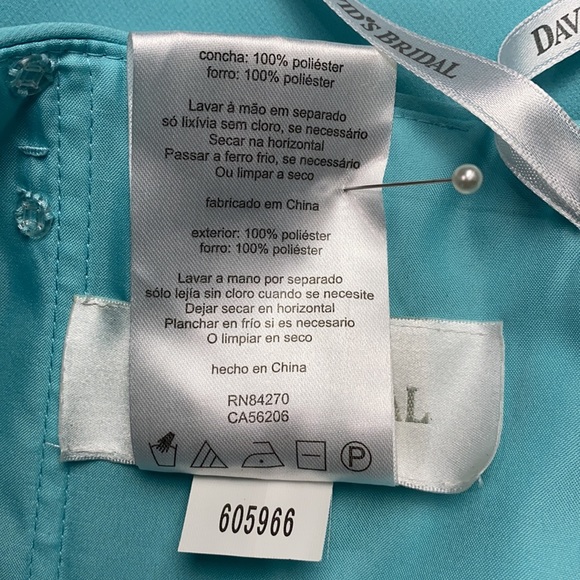 D'S BRIDAL
DAV
concha: 100% poliéster
forro: 100% poliéster
Lavar à mão em separado
só lixívia sem cloro, se necessário
Secar na horizontal
Passar a ferro frio, se necessário
Ou limpar a seco
fabricado em China
exterior: 100% poliéster
forro: 100% poliéster
Lavar a mano por separado
sólo lejía sin cloro cuando se necesite
Dejar secar en horizontal
Planchar en frío si es necesario
O limpiar en seco
hecho en China
RN84270
CA56206
AL
P
605966